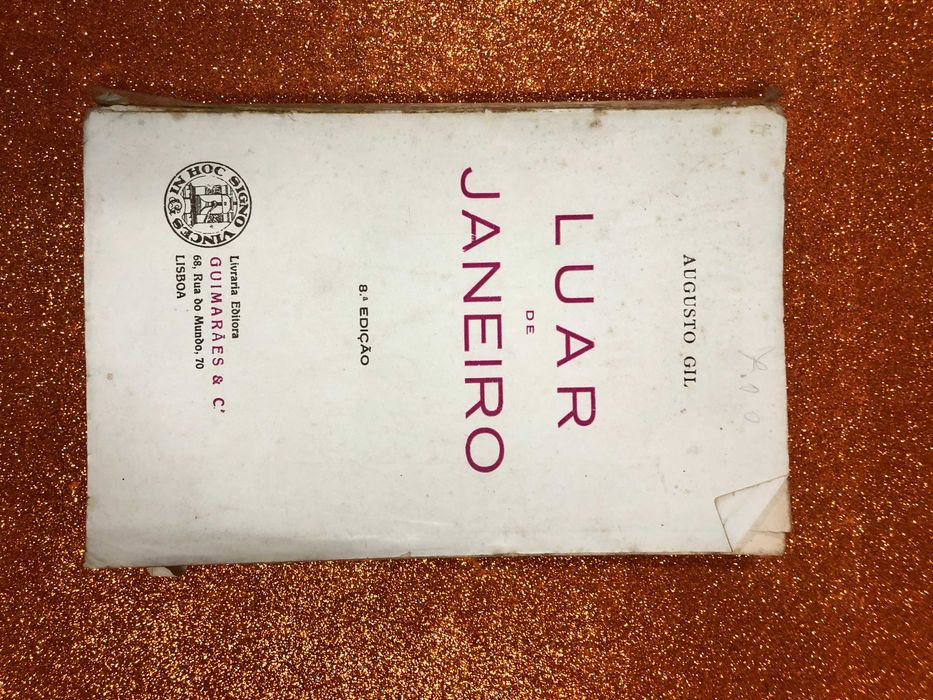 AUGUSTO GIL
LUAR
DE
JANEIRO
8.ª EDIÇÃO
IN HOC SIGNO VINCES
Livraria Editora
GUIMARÃES & C.ª
68, Rua do Mundo, 70
LISBOA